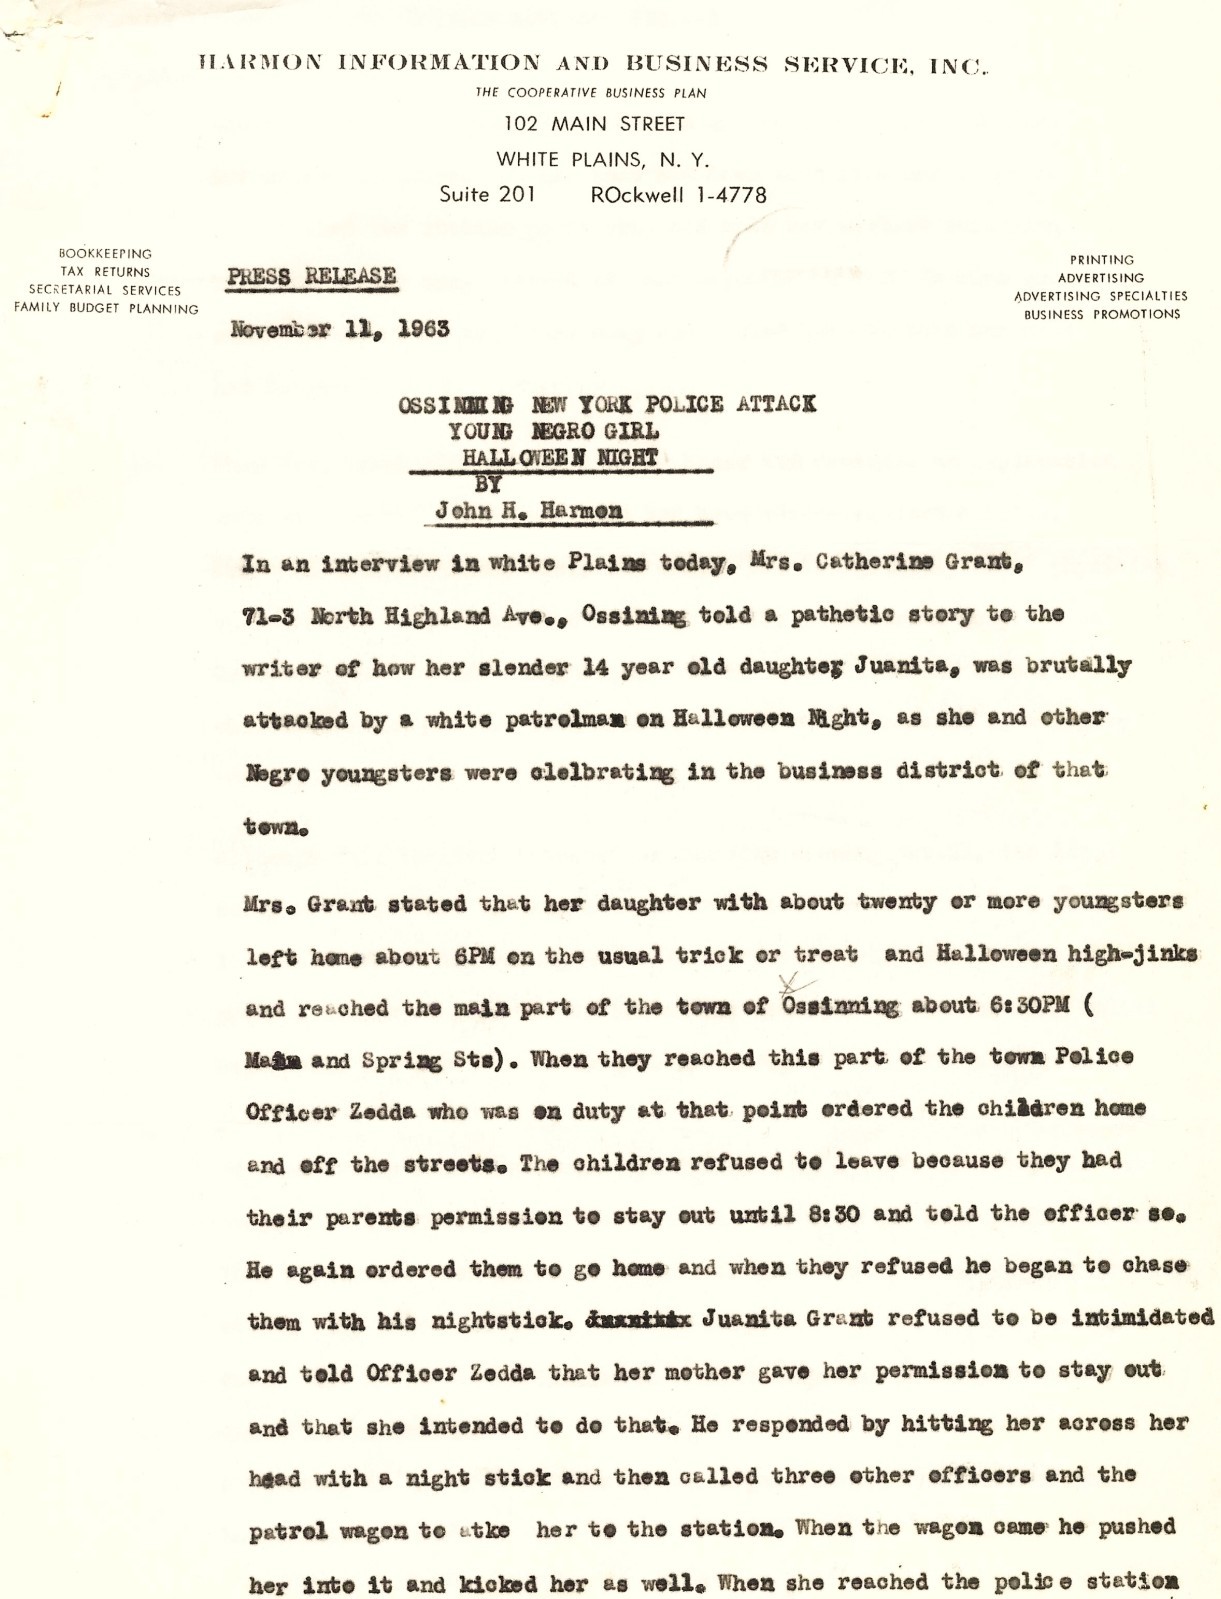 HARMON INFORMATION AND BUSINESS SERVICE, INC.
THE COOPERATIVE BUSINESS PLAN
102 MAIN STREET
WHITE PLAINS, N. Y.
Suite 201 ROckwell 1-4778
BOOKKEEPING
TAX RETURNS
SECRETARIAL SERVICES
FAMILY BUDGET PLANNING
PRINTING
ADVERTISING
ADVERTISING SPECIALTIES
BUSINESS PROMOTIONS
PRESS RELEASE
November 11, 1963
OSSINNING NEW YORK POLICE ATTACK
YOUNG NEGRO GIRL
HALLOWEEN NIGHT
BY
John H. Harmon
In an interview in white Plains today, Mrs. Catherine Grant,
71-3 North Highland Ave., Ossining told a pathetic story to the
writer of how her slender 14 year old daughter, Juanita, was brutally
attacked by a white patrolman on Halloween Night, as she and other
Negro youngsters were clelbrating in the business district of that
town.
Mrs. Grant stated that her daughter with about twenty or more youngsters
left home about 6PM on the usual trick or treat and Halloween high-jinks
and reached the main part of the town of Ossinning about 6:30PM (
Main and Spring Sts). When they reached this part of the town Police
Officer Zedda who was on duty at that point ordered the children home
and off the streets. The children refused to leave because they had
their parents permission to stay out until 8:30 and told the officer so.
He again ordered them to go home and when they refused he began to chase
them with his nightstick. Juanita Grant refused to be intimidated
and told Officer Zedda that her mother gave her permission to stay out
and that she intended to do that. He responded by hitting her across her
head with a night stick and then called three other officers and the
patrol wagon to atke her to the station. When the wagon came he pushed
her into it and kicked her as well. When she reached the police station